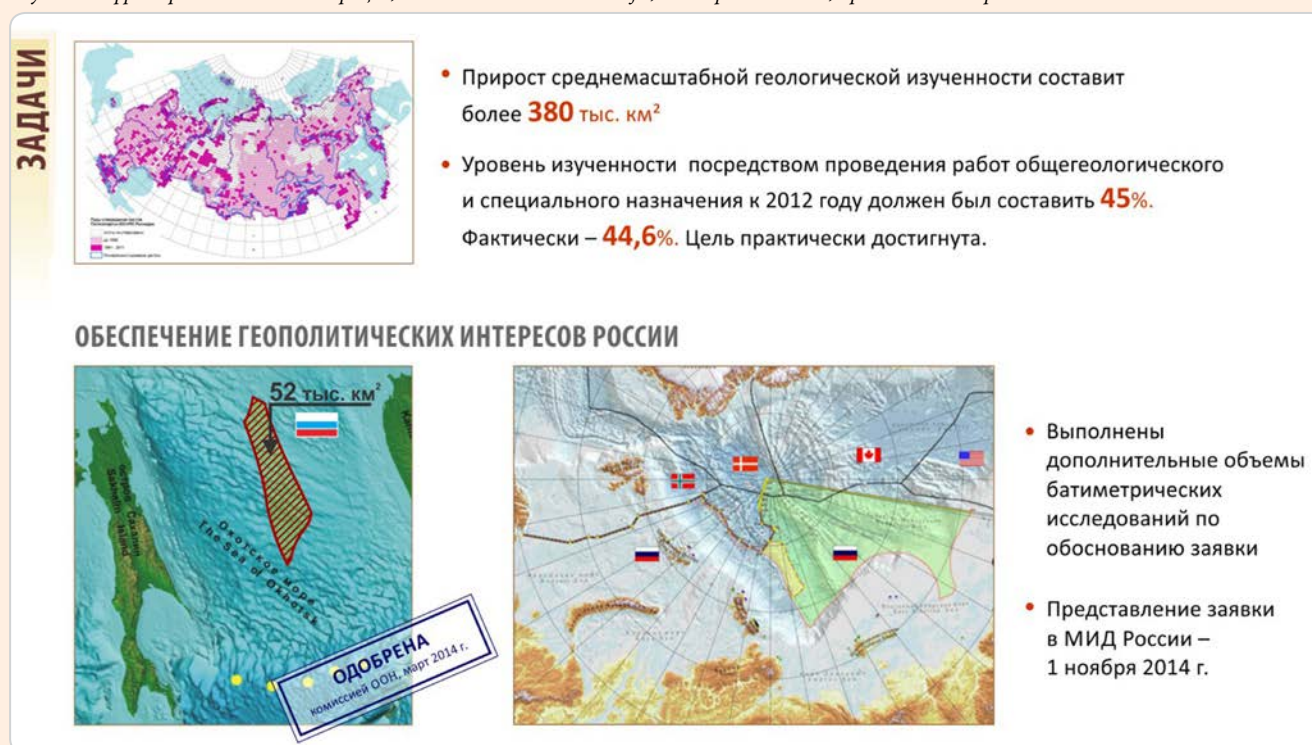 ЗАДАЧИ
• Прирост среднемасштабной геологической изученности составит
более 380 тыс. км²
• Уровень изученности посредством проведения работ общегеологического
и специального назначения к 2012 году должен был составить 45%.
Фактически – 44,6%. Цель практически достигнута.
ОБЕСПЕЧЕНИЕ ГЕОПОЛИТИЧЕСКИХ ИНТЕРЕСОВ РОССИИ
52 тыс. км²
остров Сахалин
Sakhalin Island
Охотское море
The Sea of Okhotsk
ОДОБРЕНА
комиссией ООН, март 2014 г.
• Выполнены
дополнительные объемы
батиметрических
исследований по
обоснованию заявки
• Представление заявки
в МИД России –
1 ноября 2014 г.